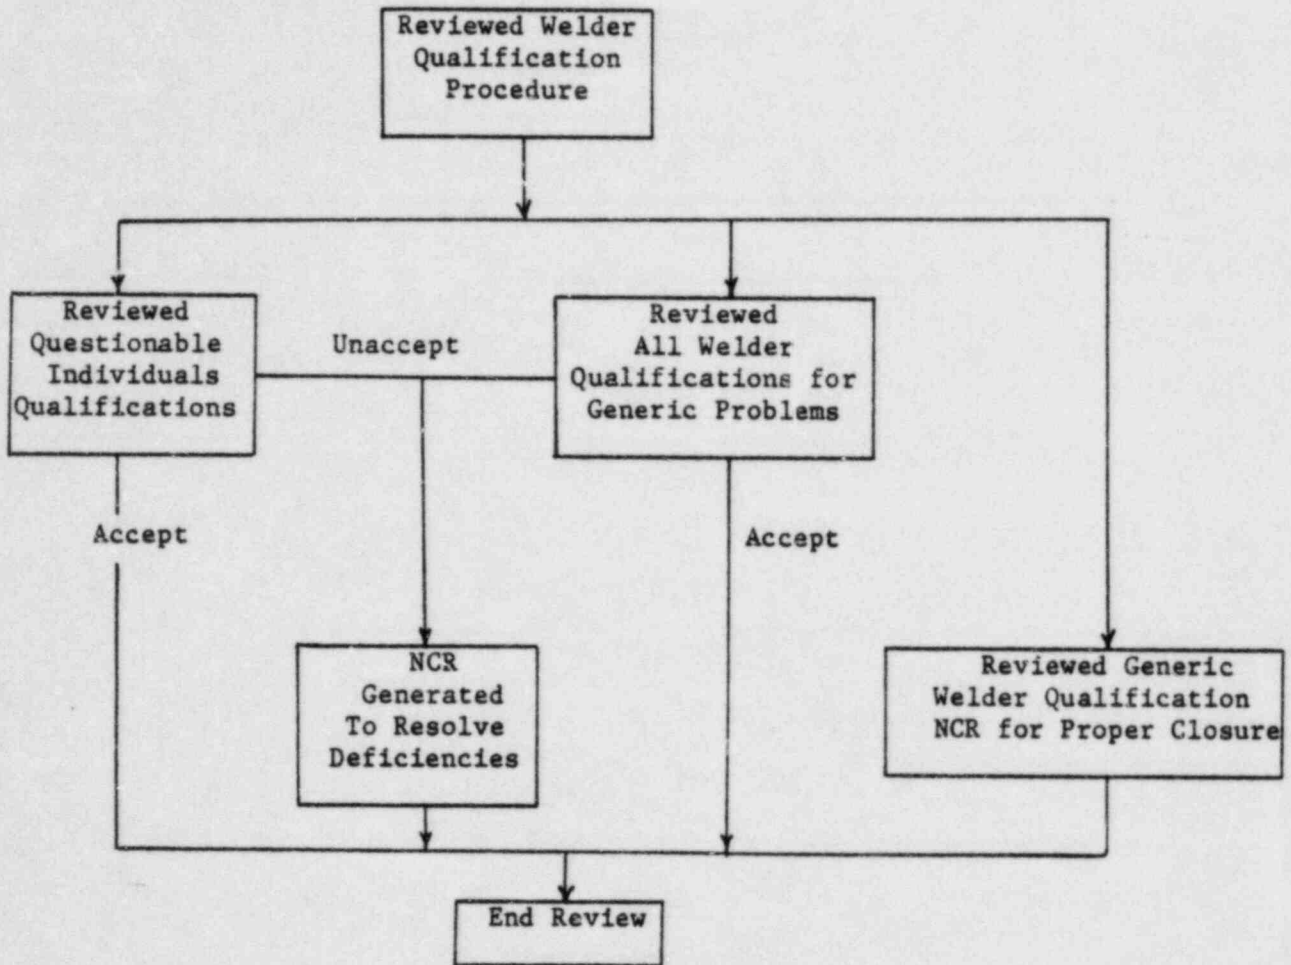 Reviewed Welder
Qualification
Procedure
Reviewed
Questionable
Individuals
Qualifications
Unaccept
Reviewed
All Welder
Qualifications for
Generic Problems
Accept
Accept
NCR
Generated
To Resolve
Deficiencies
Reviewed Generic
Welder Qualification
NCR for Proper Closure
End Review